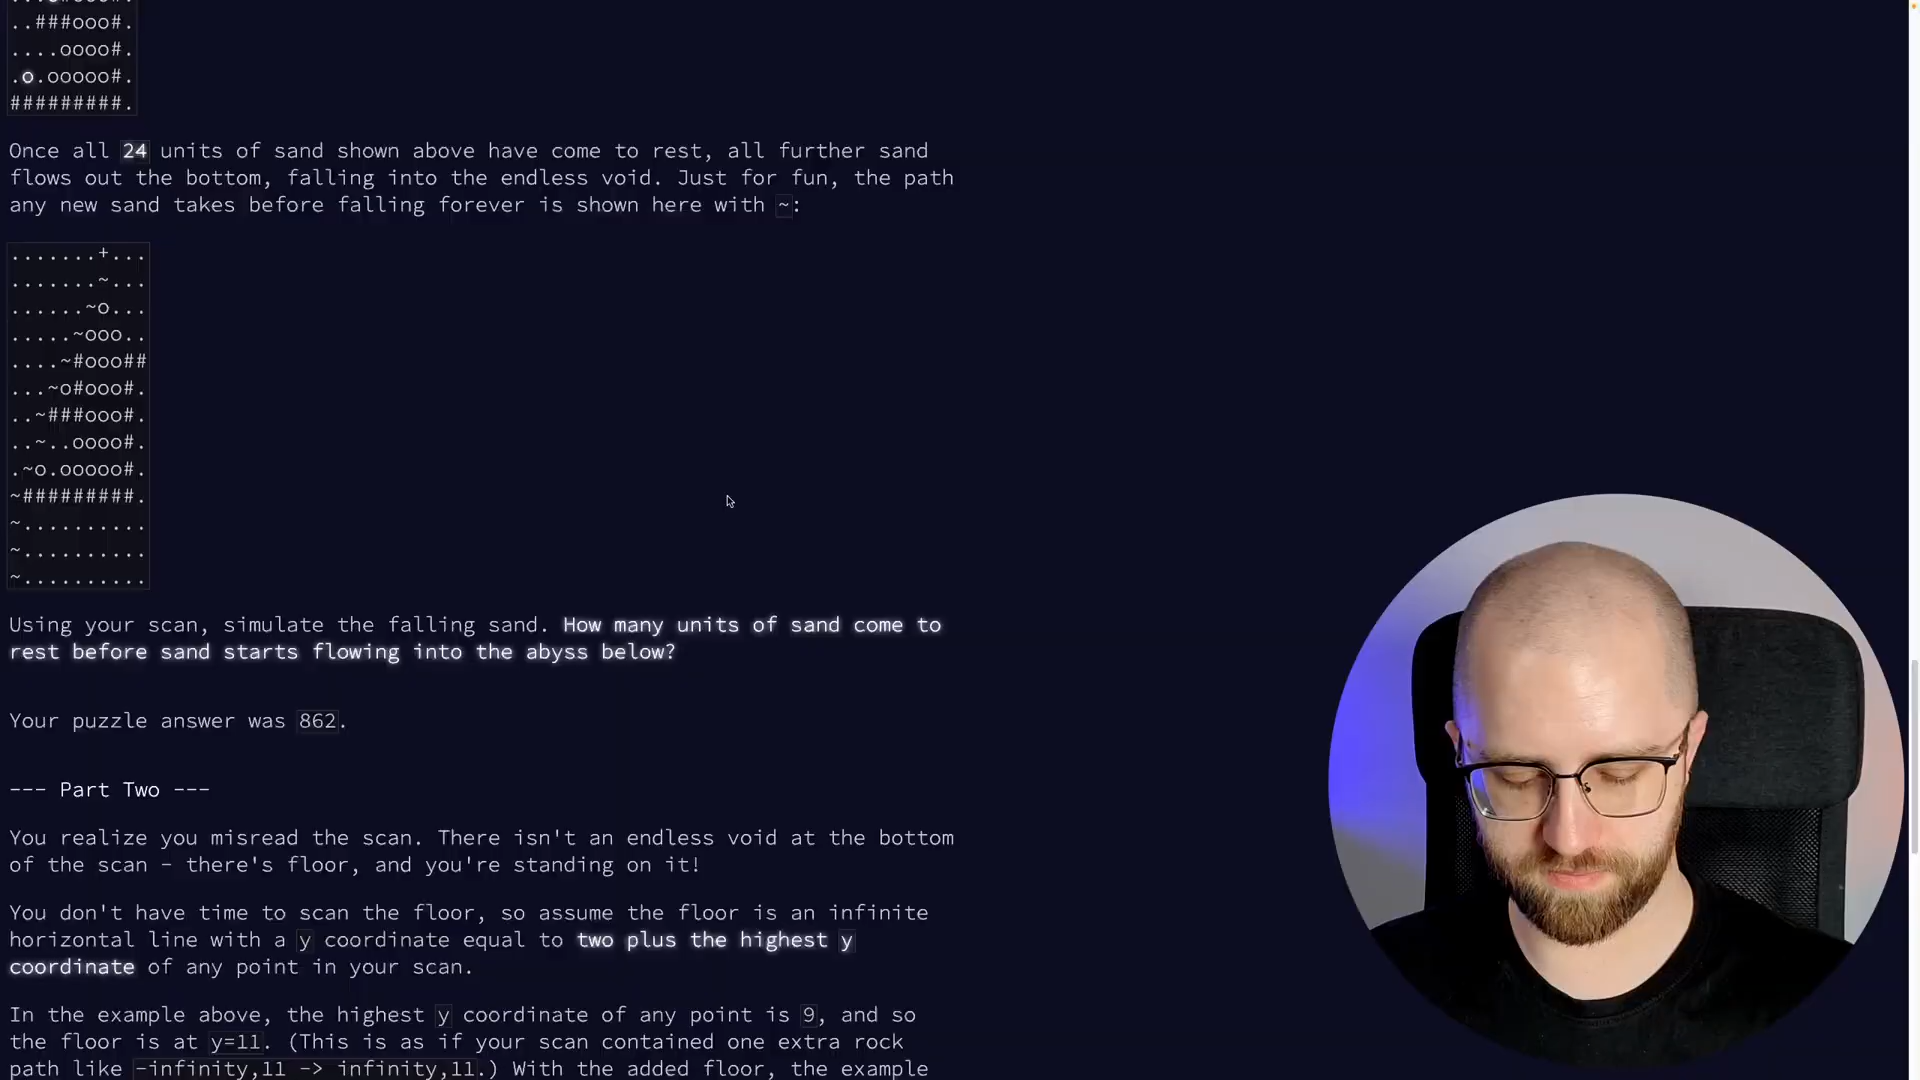 ..###ooo#.
....oooo#.
.o.ooooo#.
#########.
Once all 24 units of sand shown above have come to rest, all further sand
flows out the bottom, falling into the endless void. Just for fun, the path
any new sand takes before falling forever is shown here with ~:
.......+...
.......~...
......~o...
.....~ooo..
....~#ooo##
...~o#ooo#.
..~###ooo#.
..~..oooo#.
.~o.ooooo#.
~#########.
~..........
~..........
~..........
Using your scan, simulate the falling sand. How many units of sand come to
rest before sand starts flowing into the abyss below?
Your puzzle answer was 862.
--- Part Two ---
You realize you misread the scan. There isn't an endless void at the bottom
of the scan - there's floor, and you're standing on it!
You don't have time to scan the floor, so assume the floor is an infinite
horizontal line with a y coordinate equal to two plus the highest y
coordinate of any point in your scan.
In the example above, the highest y coordinate of any point is 9, and so
the floor is at y=11. (This is as if your scan contained one extra rock
path like -infinity,11 -> infinity,11.) With the added floor, the example